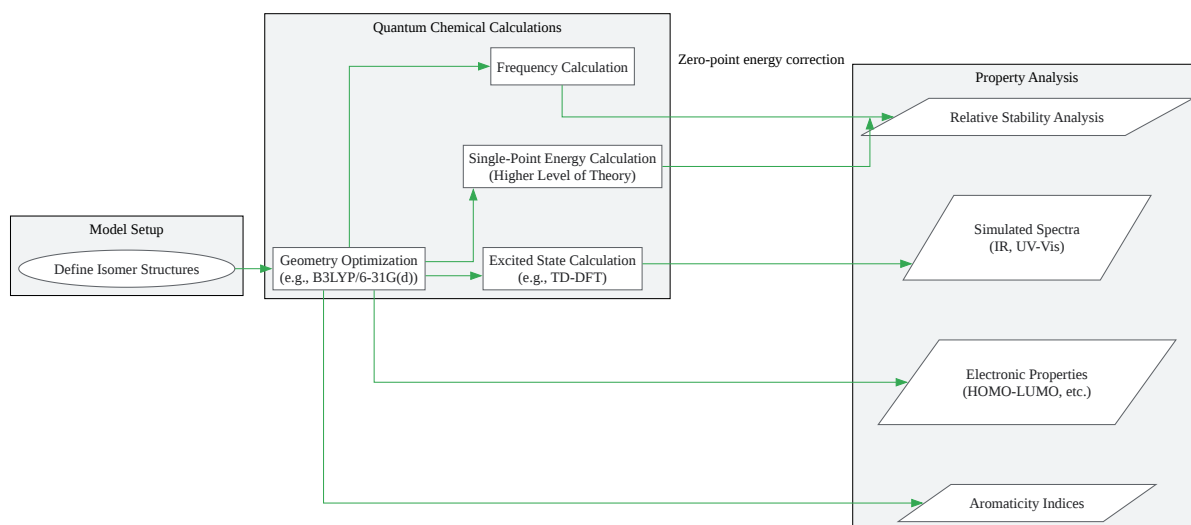 Model Setup
Define Isomer Structures
Quantum Chemical Calculations
Frequency Calculation
Single-Point Energy Calculation
(Higher Level of Theory)
Geometry Optimization
(e.g., B3LYP/6-31G(d))
Excited State Calculation
(e.g., TD-DFT)
Zero-point energy correction
Property Analysis
Relative Stability Analysis
Simulated Spectra
(IR, UV-Vis)
Electronic Properties
(HOMO-LUMO, etc.)
Aromaticity Indices